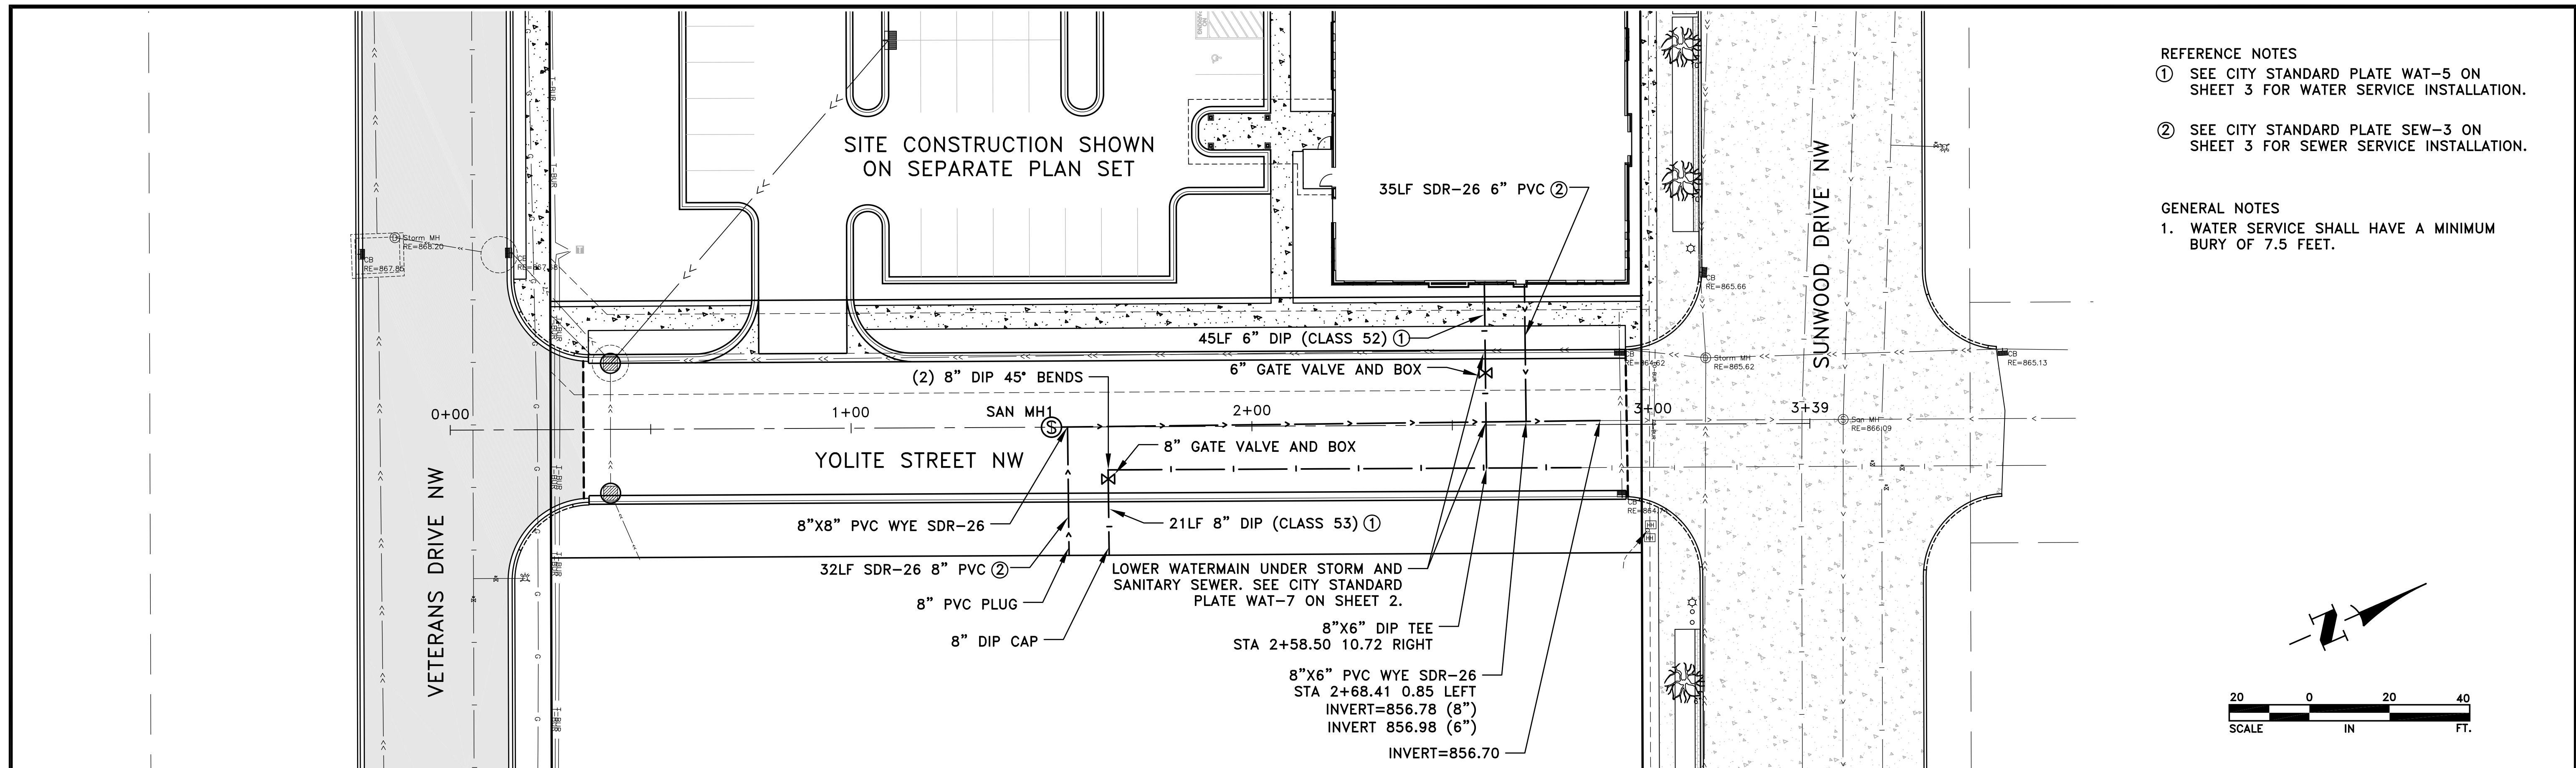 REFERENCE NOTES
① SEE CITY STANDARD PLATE WAT-5 ON
SHEET 3 FOR WATER SERVICE INSTALLATION.
② SEE CITY STANDARD PLATE SEW-3 ON
SHEET 3 FOR SEWER SERVICE INSTALLATION.
GENERAL NOTES
1. WATER SERVICE SHALL HAVE A MINIMUM
BURY OF 7.5 FEET.
SITE CONSTRUCTION SHOWN
ON SEPARATE PLAN SET
35LF SDR-26 6" PVC ②
SUNWOOD DRIVE NW
Storm MH
RE=868.20
CB
RE=867.85
CB
CB
RE=865.66
45LF 6" DIP (CLASS 52) ①
6" GATE VALVE AND BOX
(2) 8" DIP 45° BENDS
CB
RE=864.62
Storm MH
RE=865.62
CB
RE=865.13
0+00
1+00
SAN MH1
S
2+00
3+00
3+39
San MH
RE=866.09
8" GATE VALVE AND BOX
YOLITE STREET NW
VETERANS DRIVE NW
8"X8" PVC WYE SDR-26
21LF 8" DIP (CLASS 53) ①
CB
HH
HH
32LF SDR-26 8" PVC ②
LOWER WATERMAIN UNDER STORM AND
SANITARY SEWER. SEE CITY STANDARD
PLATE WAT-7 ON SHEET 2.
8" PVC PLUG
8" DIP CAP
8"X6" DIP TEE
STA 2+58.50 10.72 RIGHT
8"X6" PVC WYE SDR-26
STA 2+68.41 0.85 LEFT
INVERT=856.78 (8")
INVERT 856.98 (6")
INVERT=856.70
N
20 0 20 40
SCALE IN FT.